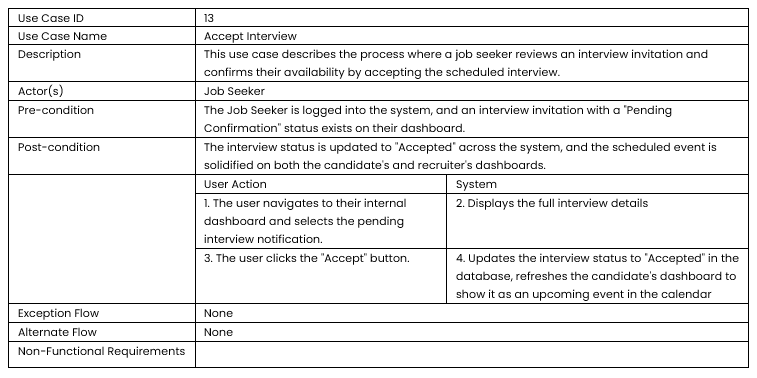 Use Case ID 13
Use Case Name Accept Interview
Description This use case describes the process where a job seeker reviews an interview invitation and
confirms their availability by accepting the scheduled interview.
Actor(s) Job Seeker
Pre-condition The Job Seeker is logged into the system, and an interview invitation with a "Pending
Confirmation" status exists on their dashboard.
Post-condition The interview status is updated to "Accepted" across the system, and the scheduled event is
solidified on both the candidate's and recruiter's dashboards.
User Action System
1. The user navigates to their internal
dashboard and selects the pending
interview notification.
2. Displays the full interview details
3. The user clicks the "Accept" button.
4. Updates the interview status to "Accepted" in the
database, refreshes the candidate's dashboard to
show it as an upcoming event in the calendar
Exception Flow None
Alternate Flow None
Non-Functional Requirements